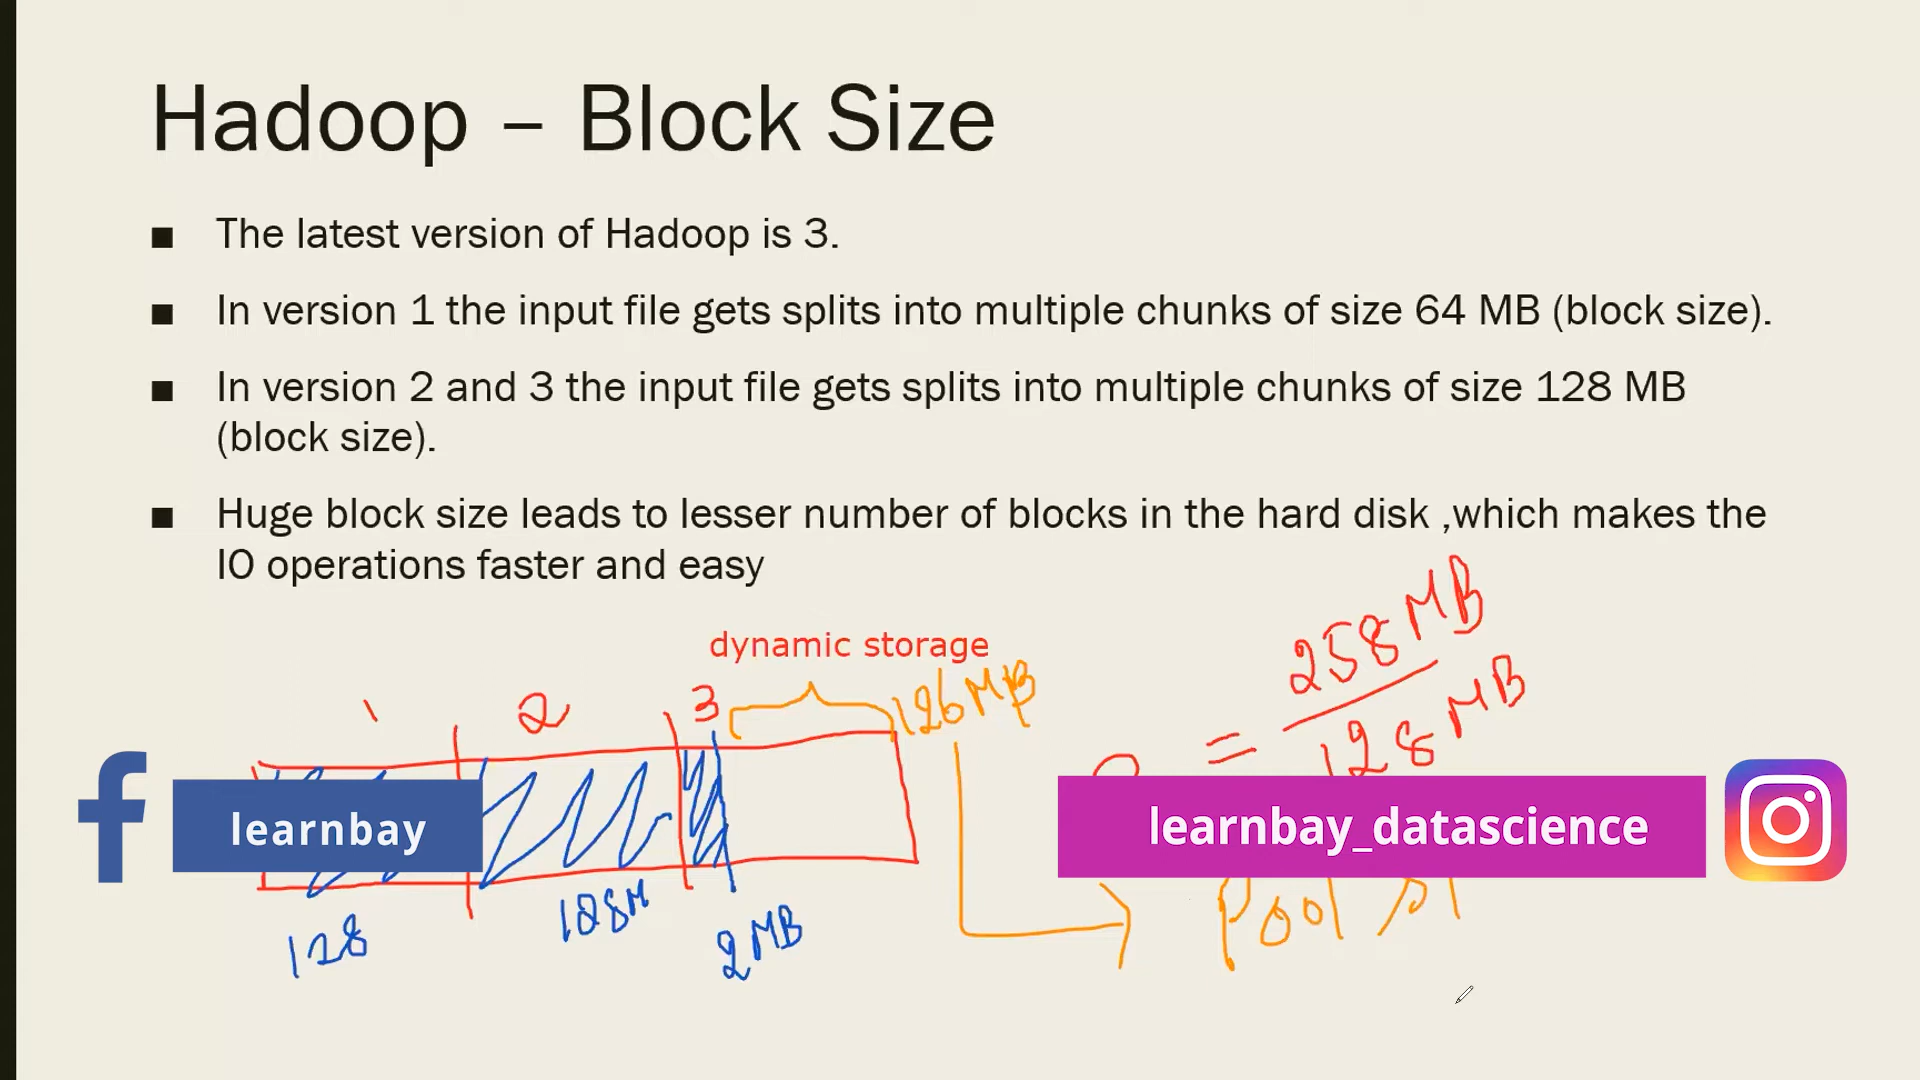 Hadoop – Block Size
■ The latest version of Hadoop is 3.
■ In version 1 the input file gets splits into multiple chunks of size 64 MB (block size).
■ In version 2 and 3 the input file gets splits into multiple chunks of size 128 MB
(block size).
■ Huge block size leads to lesser number of blocks in the hard disk ,which makes the
IO operations faster and easy
258 MB
dynamic storage
1 2 3 126 MB
= 128 MB
learnbay
learnbay_datascience
128 128M 2 MB
Pool